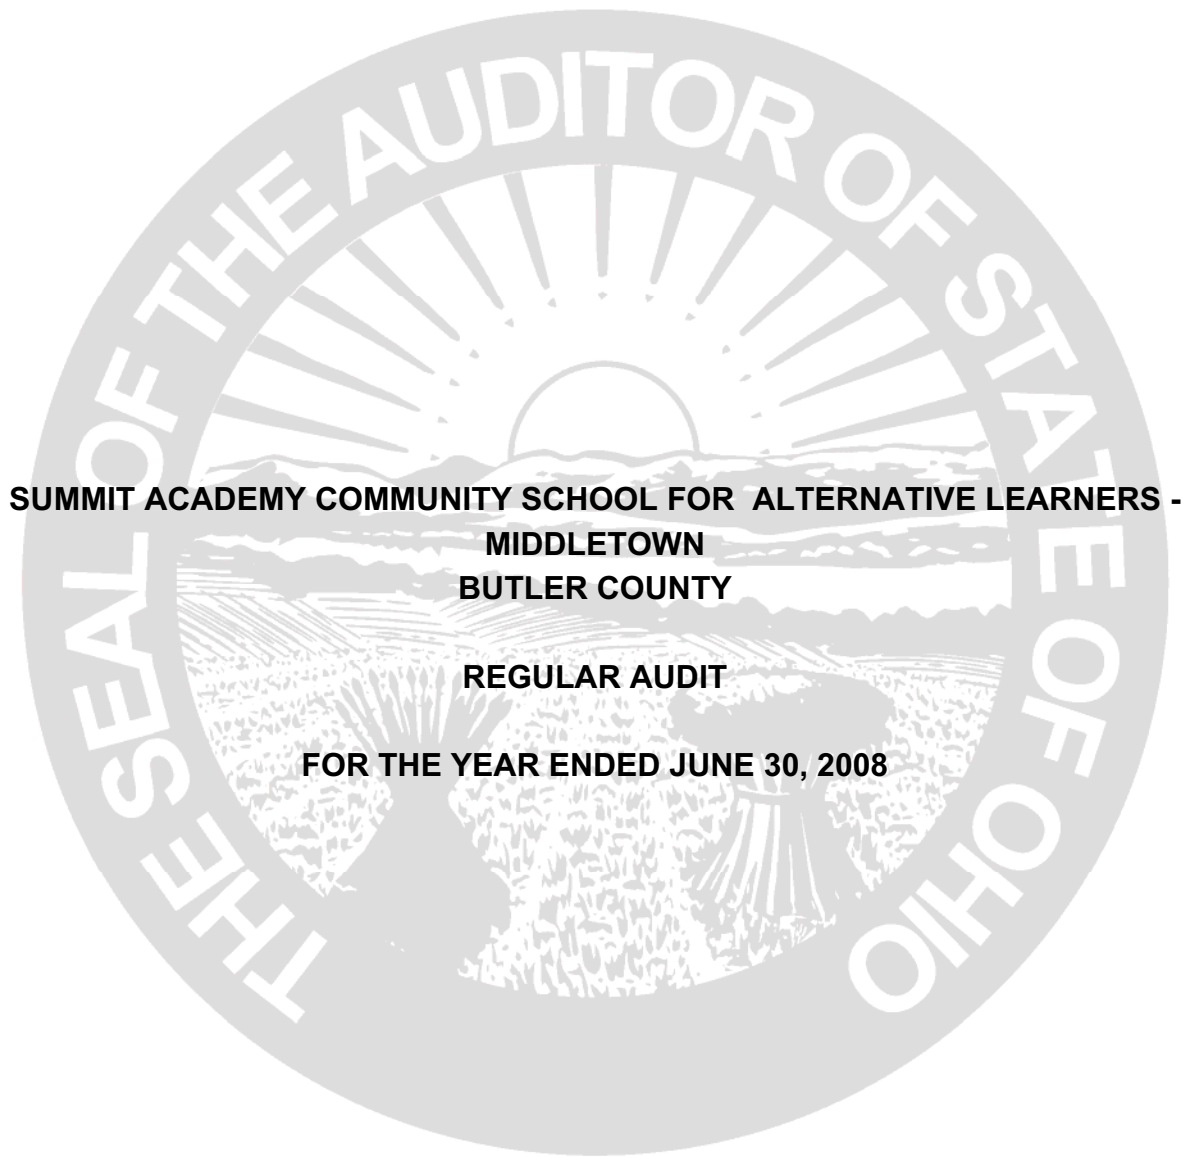 THE SEAL OF THE AUDITOR OF STATE OF OHIO
SUMMIT ACADEMY COMMUNITY SCHOOL FOR ALTERNATIVE LEARNERS -
MIDDLETOWN
BUTLER COUNTY
REGULAR AUDIT
FOR THE YEAR ENDED JUNE 30, 2008